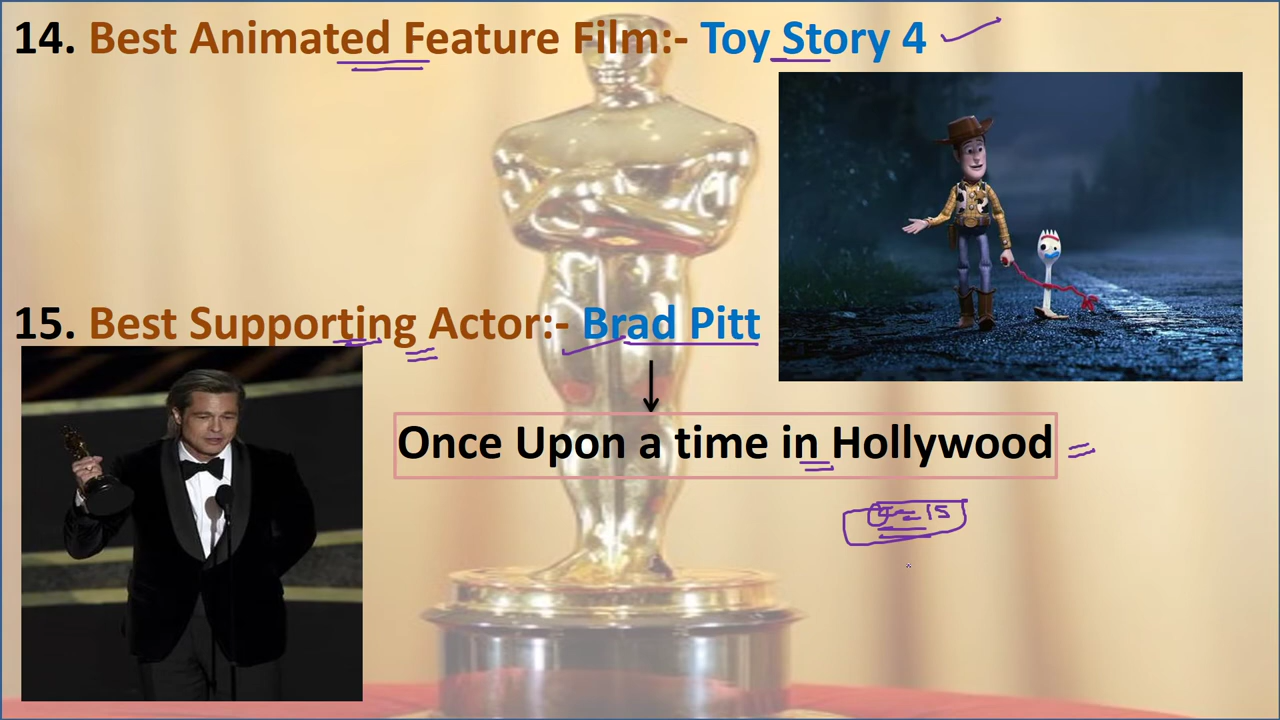 14. Best Animated Feature Film:- Toy Story 4
15. Best Supporting Actor:- Brad Pitt
Once Upon a time in Hollywood
15